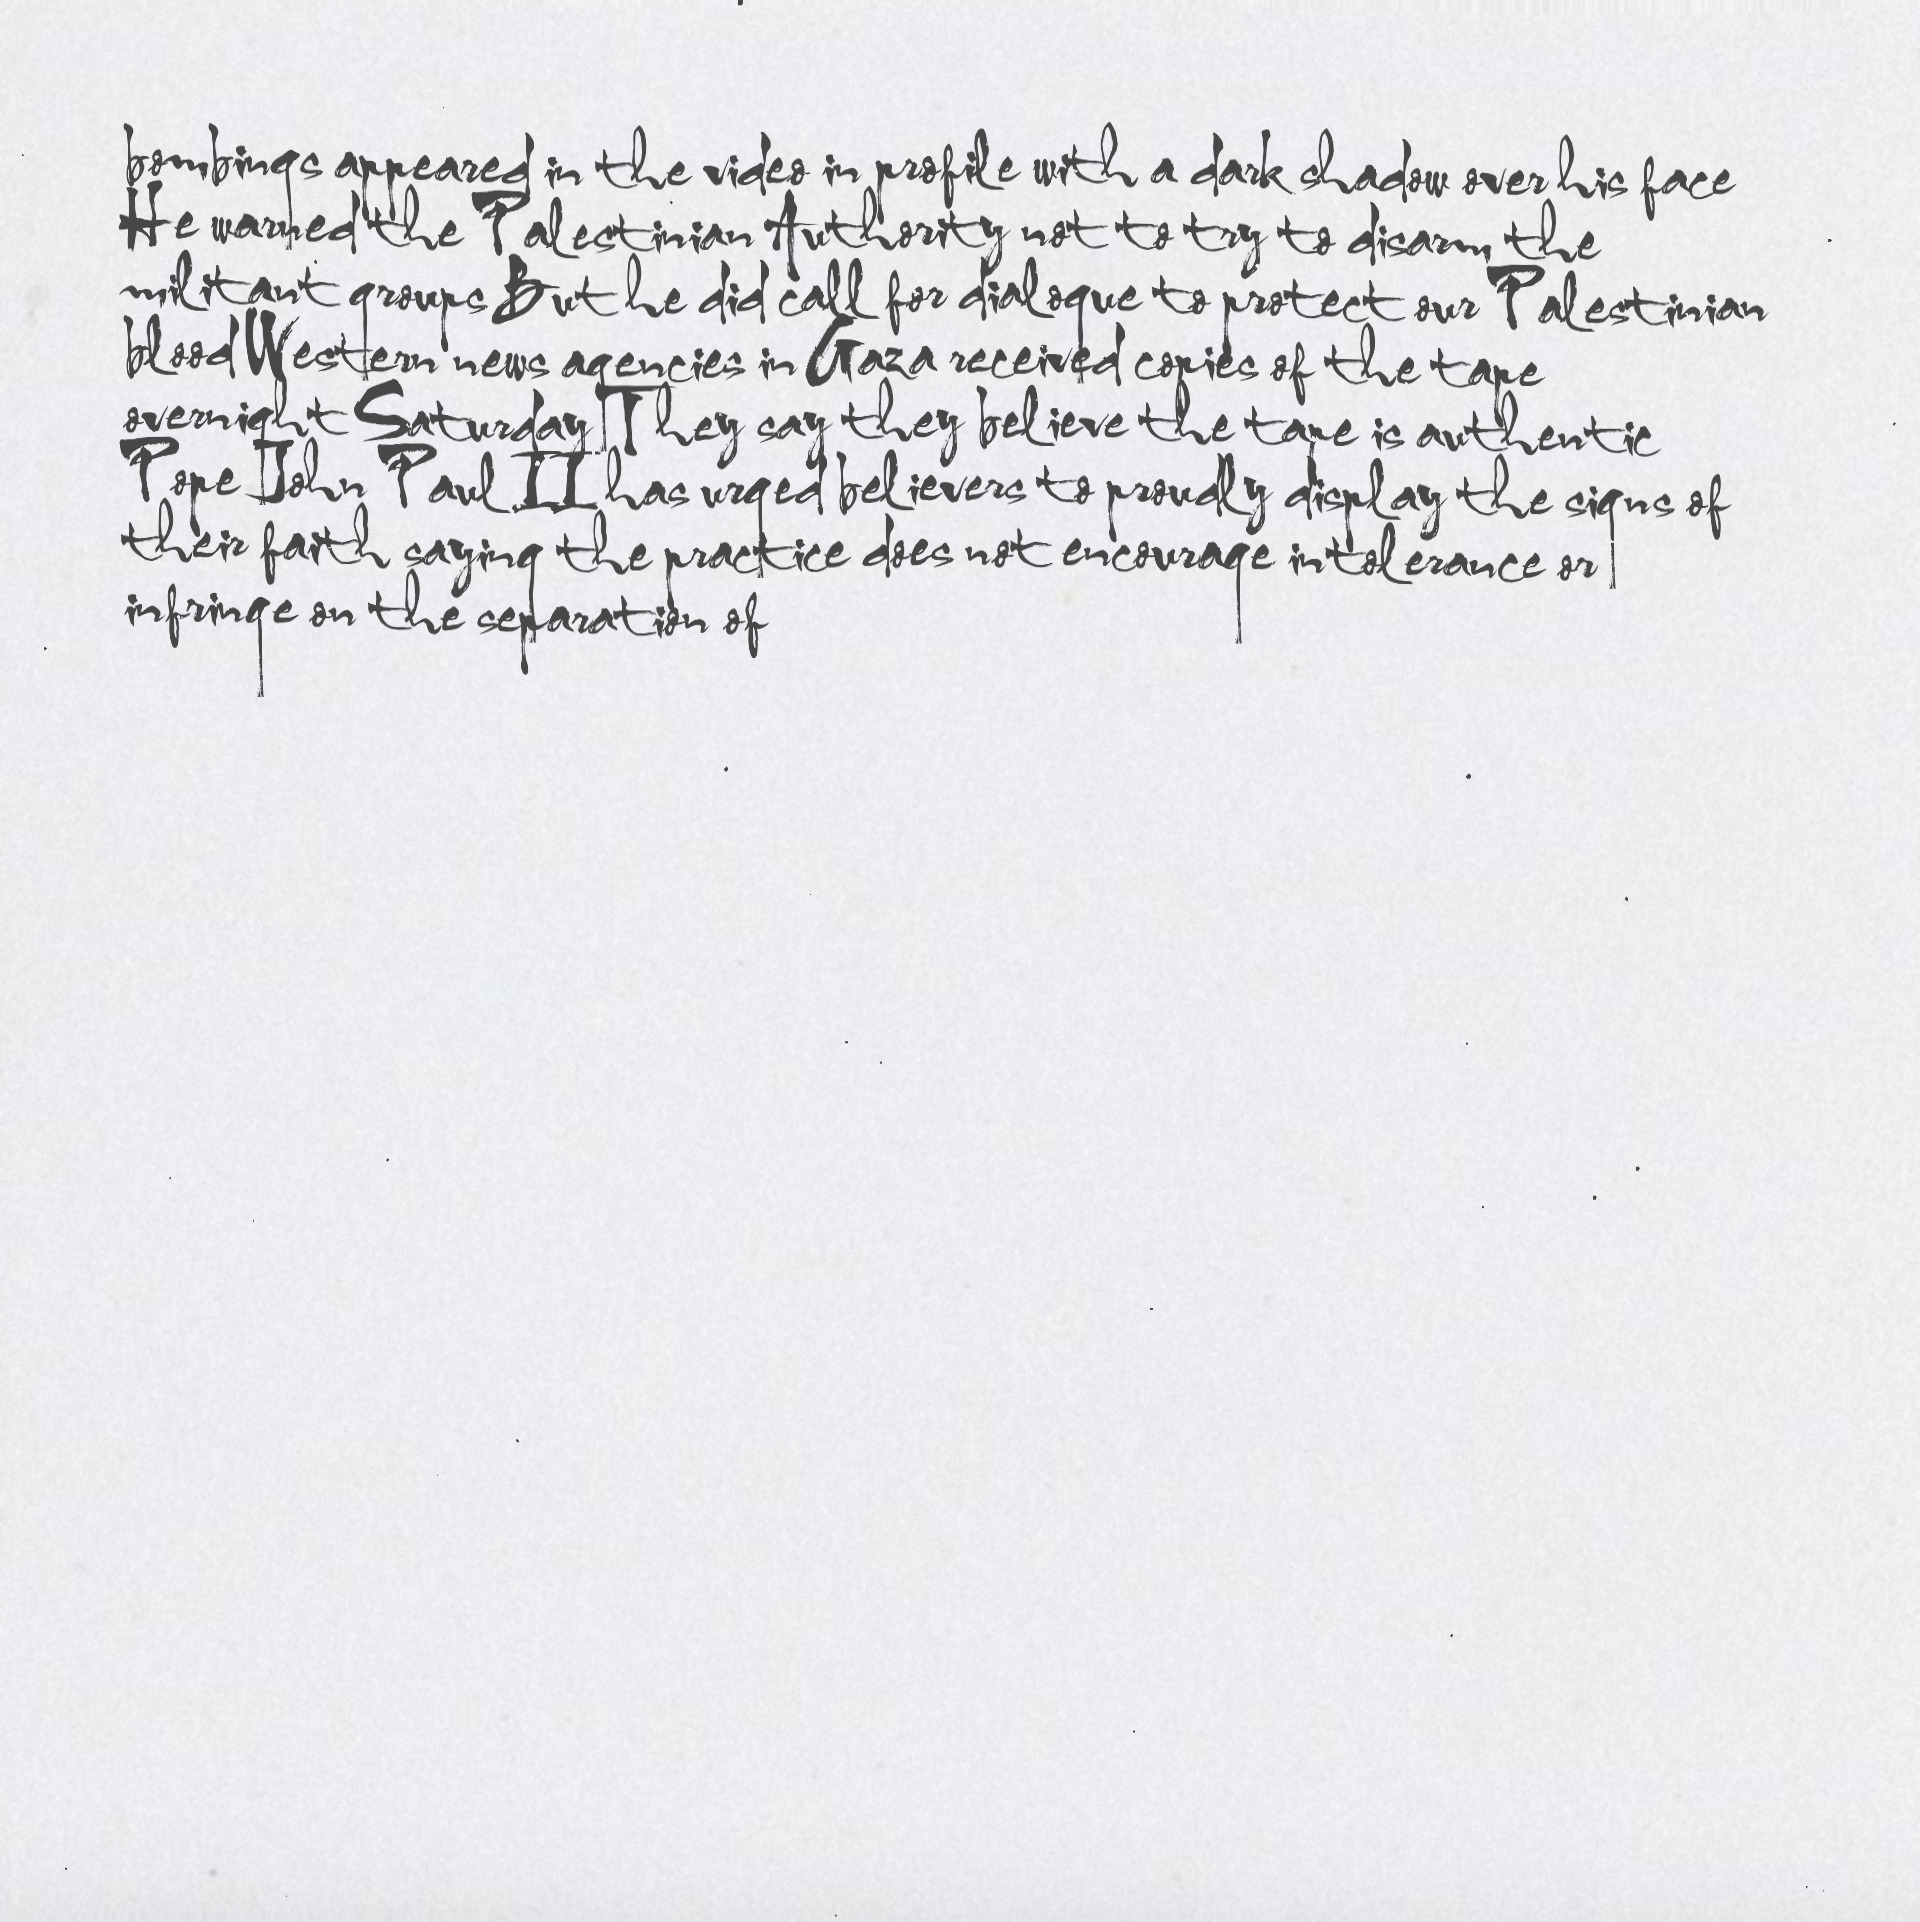 bombings appeared in the video in profile with a dark shadow over his face
He warned the Palestinian Authority not to try to disarm the
militant groups But he did call for dialogue to protect our Palestinian
blood Western news agencies in Gaza received copies of the tape
overnight Saturday They say they believe the tape is authentic
Pope John Paul II has urged believers to proudly display the signs of
their faith saying the practice does not encourage intolerance or
infringe on the separation of